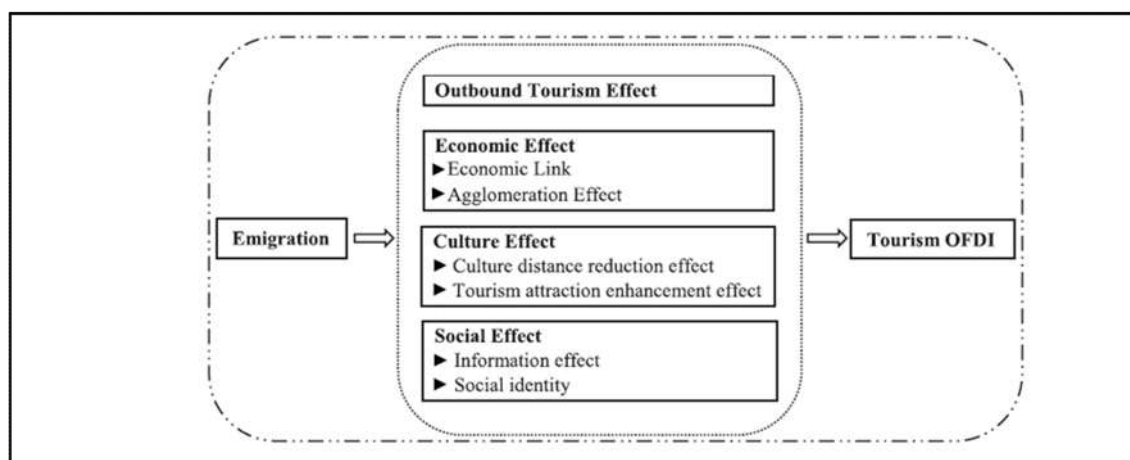 Outbound Tourism Effect
Economic Effect
►Economic Link
►Agglomeration Effect
Emigration
Culture Effect
► Culture distance reduction effect
► Tourism attraction enhancement effect
Tourism OFDI
Social Effect
► Information effect
► Social identity